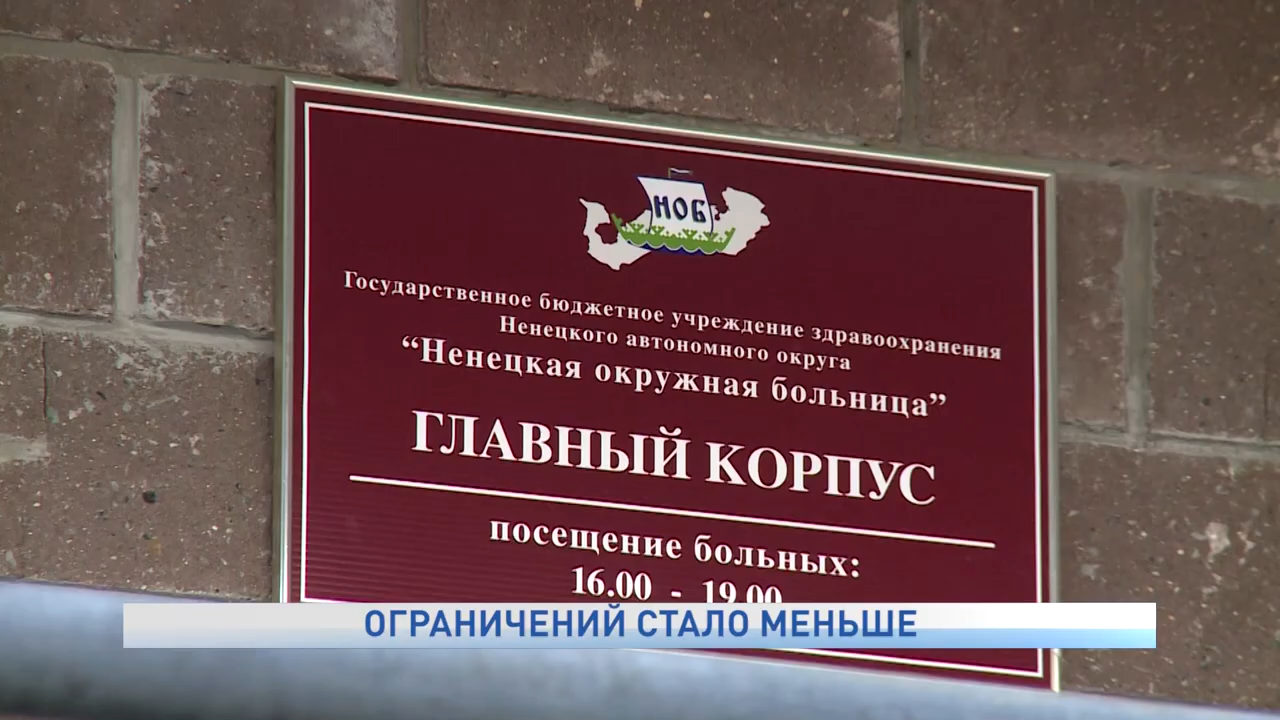 НОБ
Государственное бюджетное учреждение здравоохранения
Ненецкого автономного округа
“Ненецкая окружная больница”
ГЛАВНЫЙ КОРПУС
посещение больных:
16.00 - 19.00
ОГРАНИЧЕНИЙ СТАЛО МЕНЬШЕ